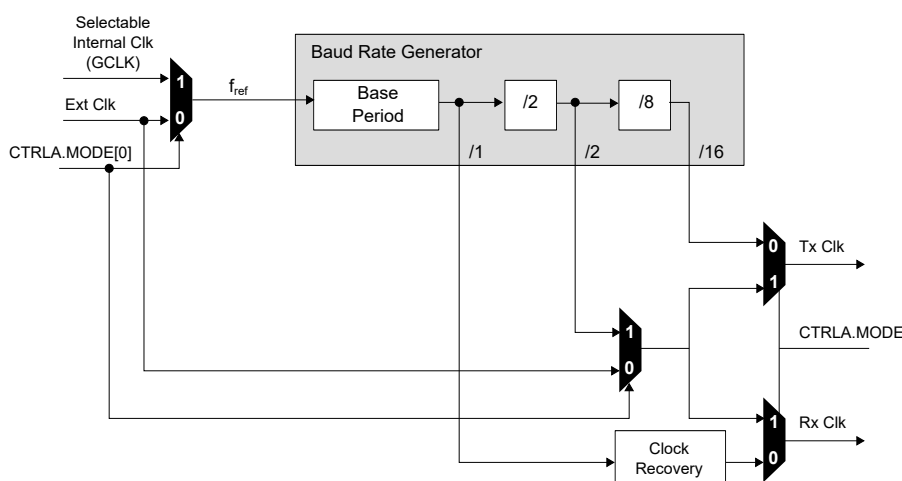 Selectable
Internal Clk
(GCLK)
Ext Clk
CTRLA.MODE[0]
1
0
fref
Baud Rate Generator
Base
Period
/2
/8
/1
/2
/16
0
1
Tx Clk
1
0
CTRLA.MODE
1
0
Rx Clk
Clock
Recovery